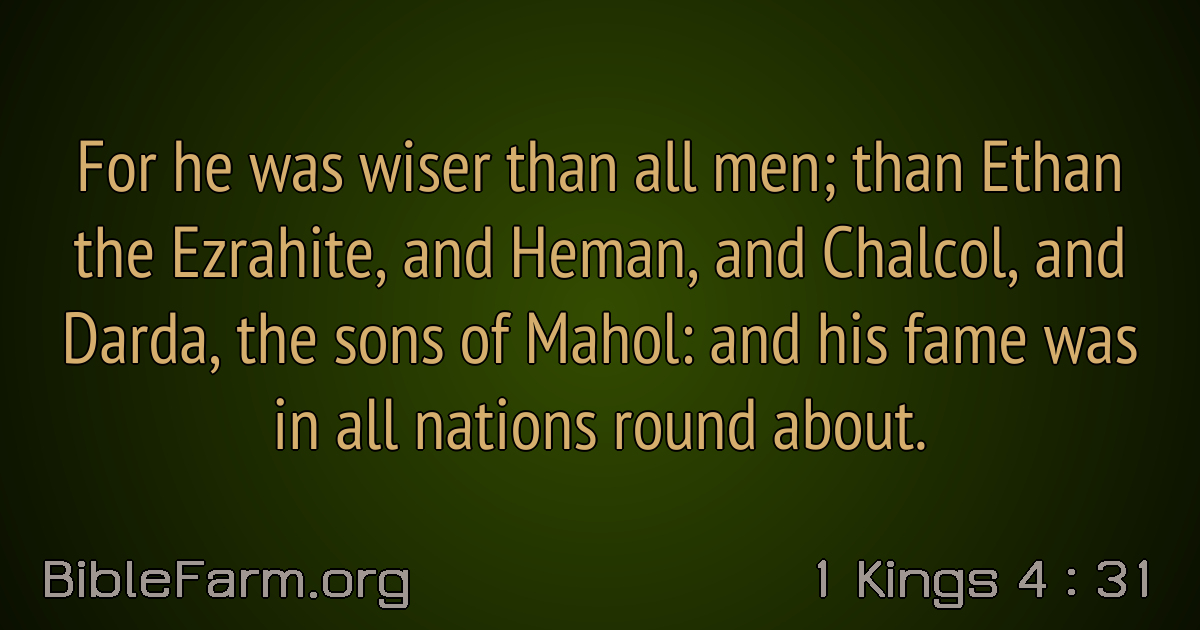 For he was wiser than all men; than Ethan
the Ezrahite, and Heman, and Chalcol, and
Darda, the sons of Mahol: and his fame was
in all nations round about.
BibleFarm.org
1 Kings 4 : 31